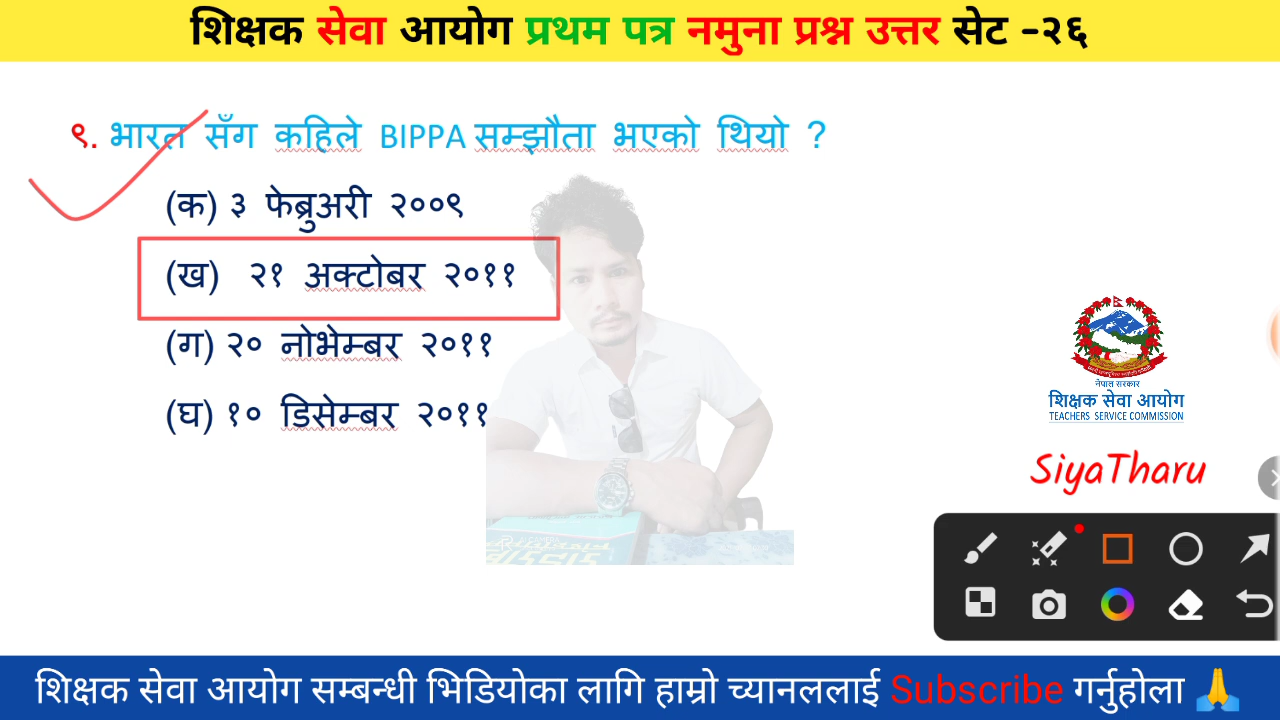 शिक्षक सेवा आयोग प्रथम पत्र नमुना प्रश्न उत्तर सेट -२६
९. भारत सँग कहिले BIPPA सम्झौता भएको थियो ?
(क) ३ फेब्रुअरी २००९
(ख) २१ अक्टोबर २०११
(ग) २० नोभेम्बर २०११
(घ) १० डिसेम्बर २०११
नेपाल सरकार
शिक्षक सेवा आयोग
TEACHERS SERVICE COMMISSION
SiyaTharu
शिक्षक सेवा आयोग सम्बन्धी भिडियोका लागि हाम्रो च्यानललाई Subscribe गर्नुहोला 🙏